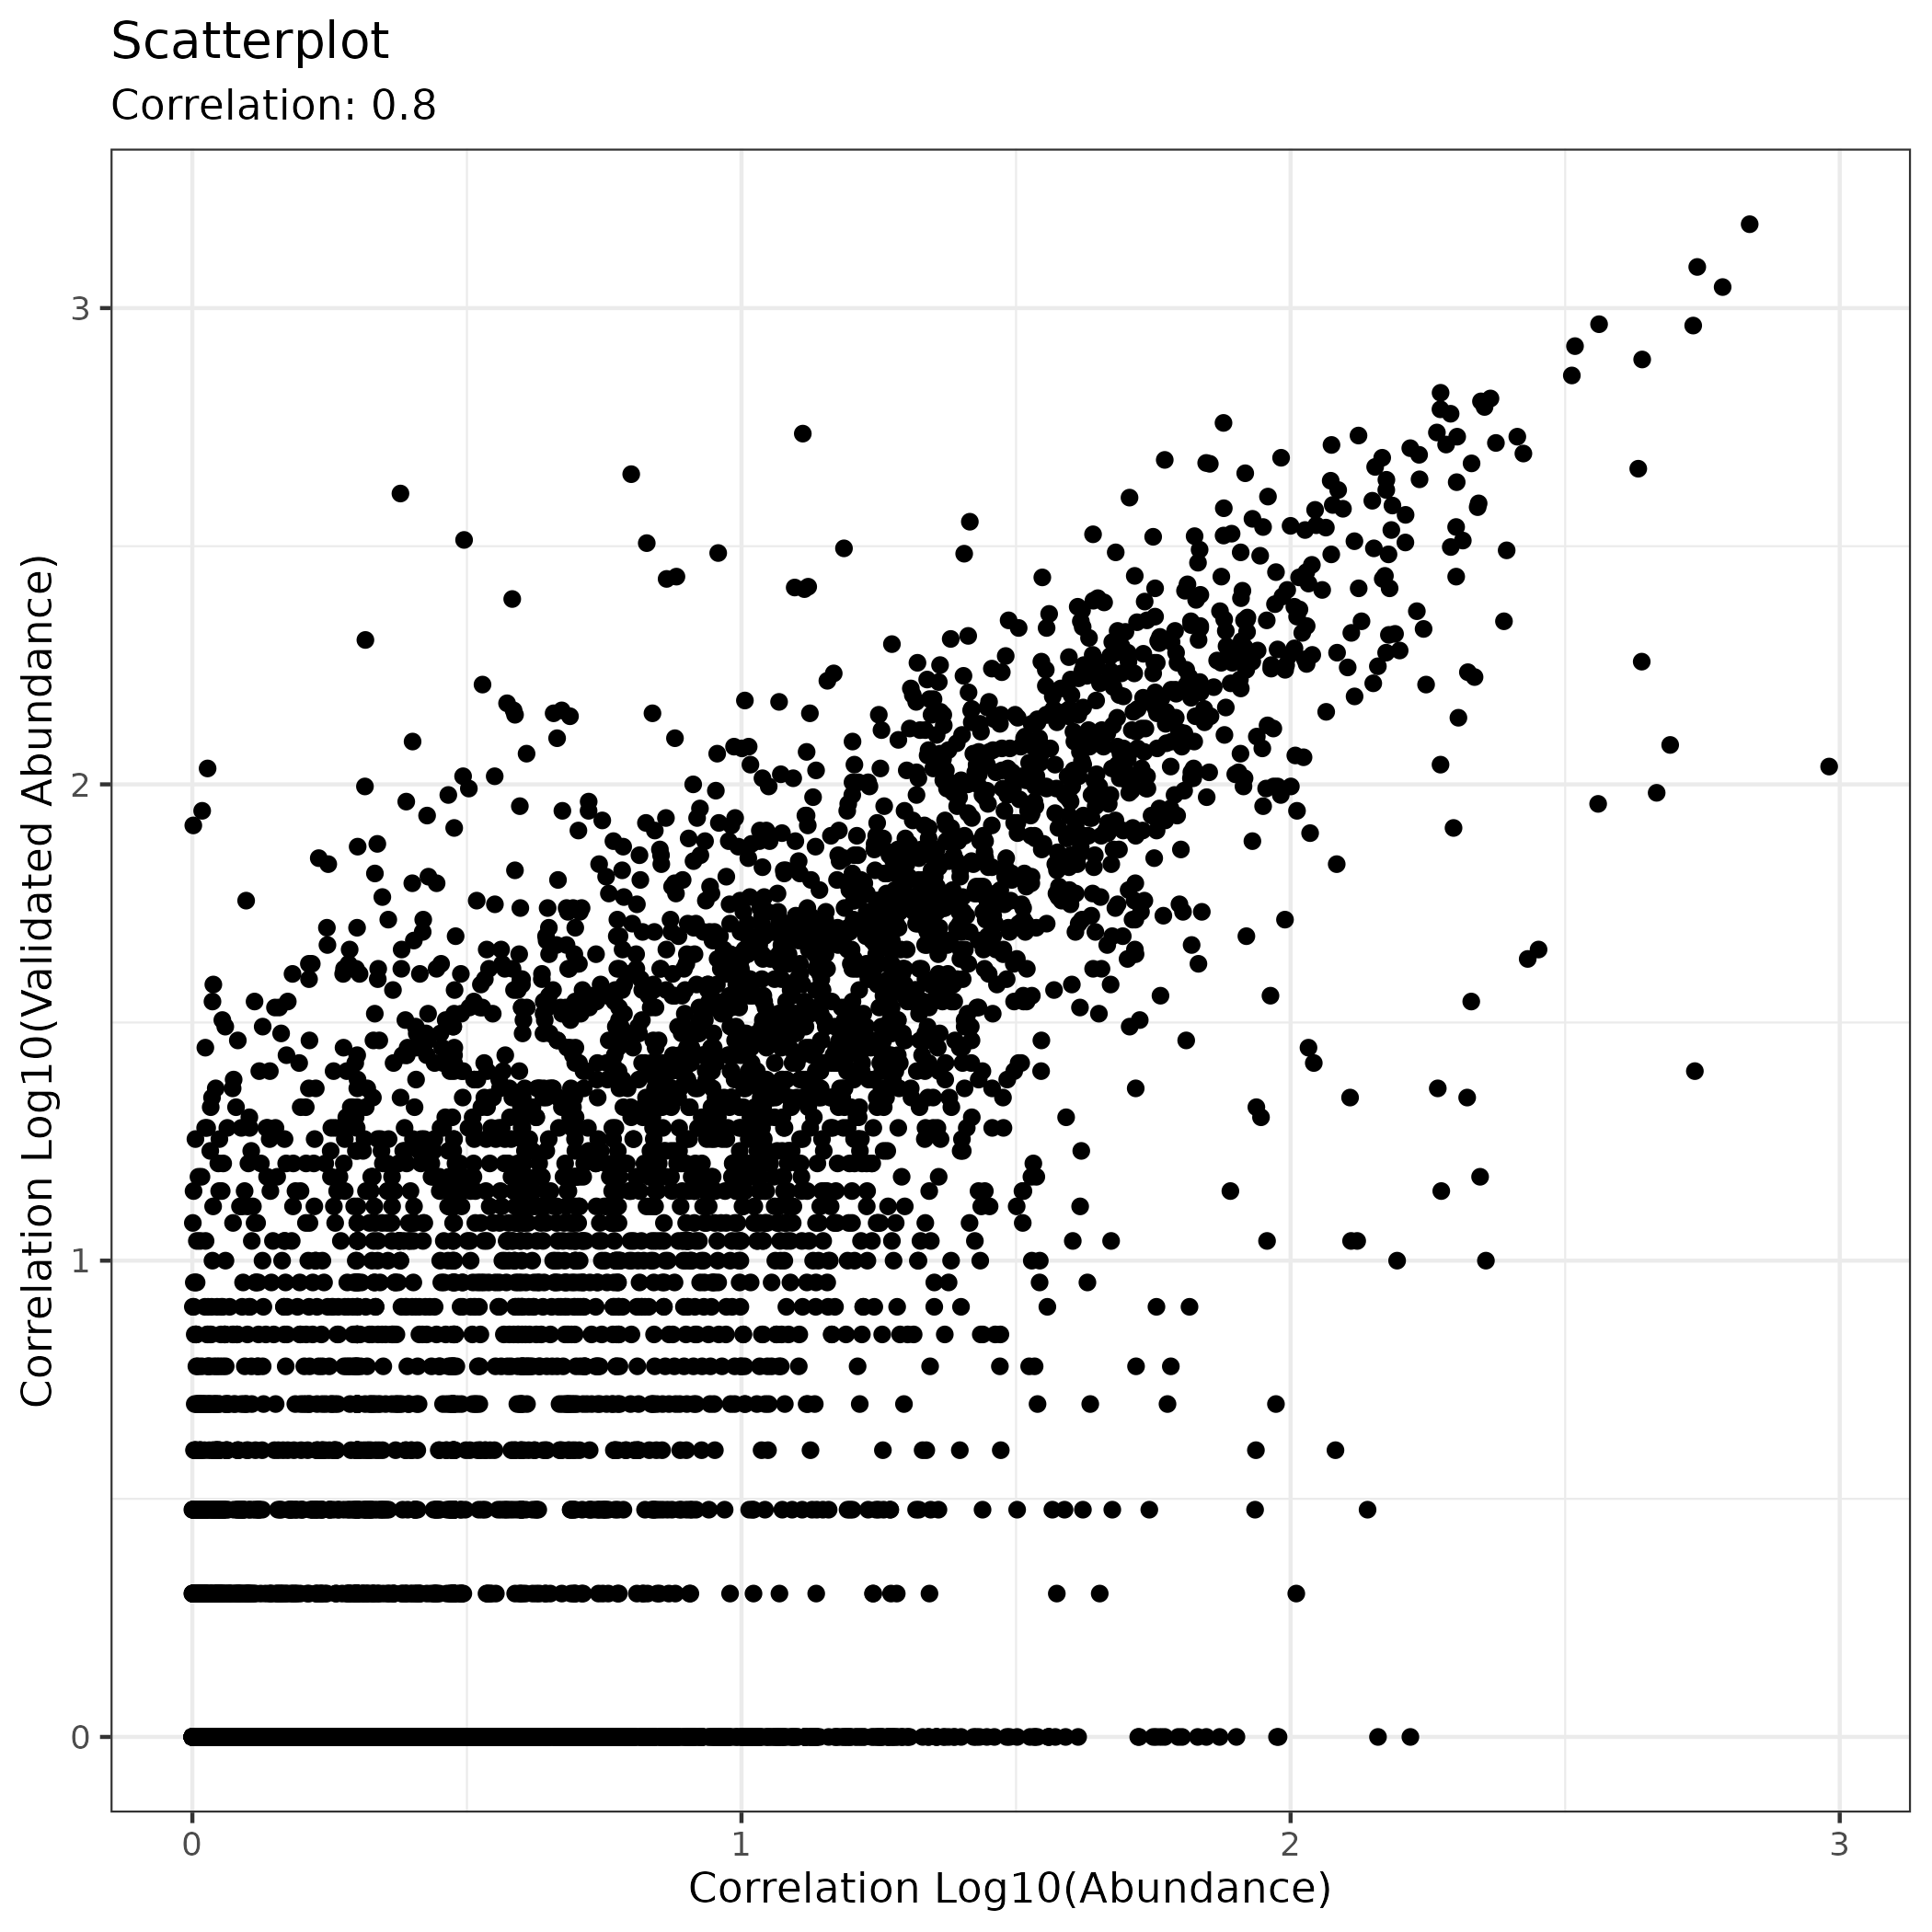 Scatterplot
Correlation: 0.8
Correlation Log10(Validated Abundance)
3
2
1
0
0 1 2 3
Correlation Log10(Abundance)